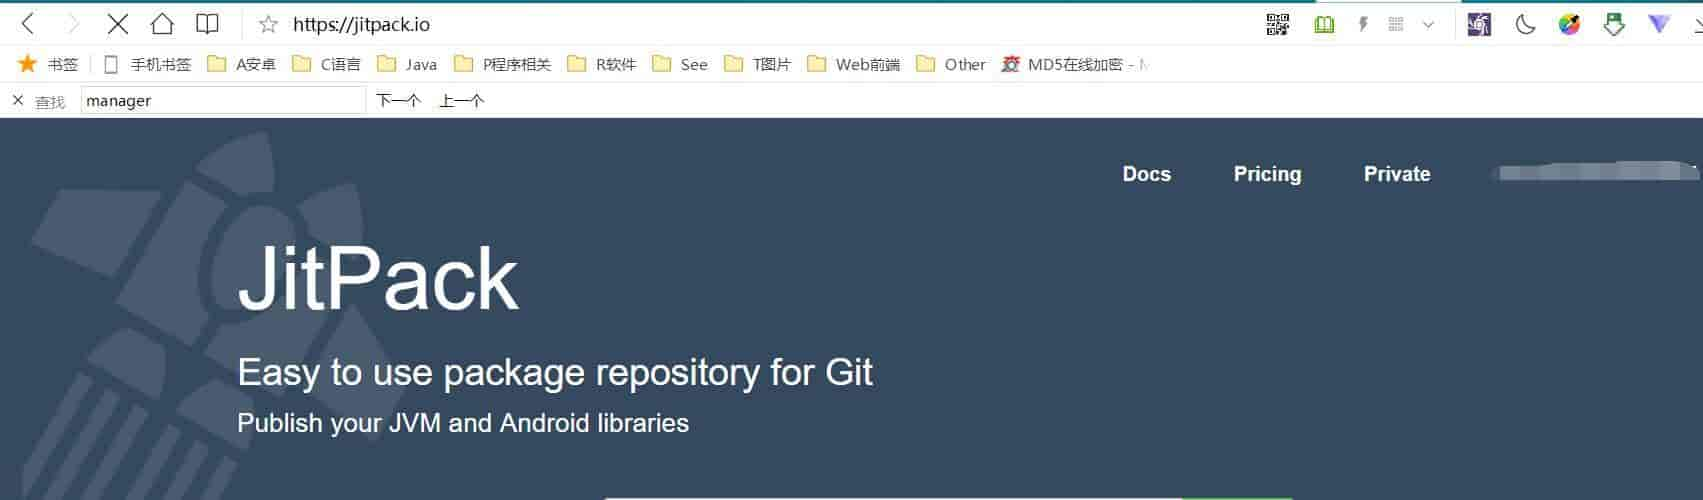 https://jitpack.io
书签 手机书签 A安卓 C语言 Java P程序相关 R软件 See T图片 Web前端 Other MD5在线加密 -
查找 manager 下一个 上一个
Docs Pricing Private
JitPack
Easy to use package repository for Git
Publish your JVM and Android libraries